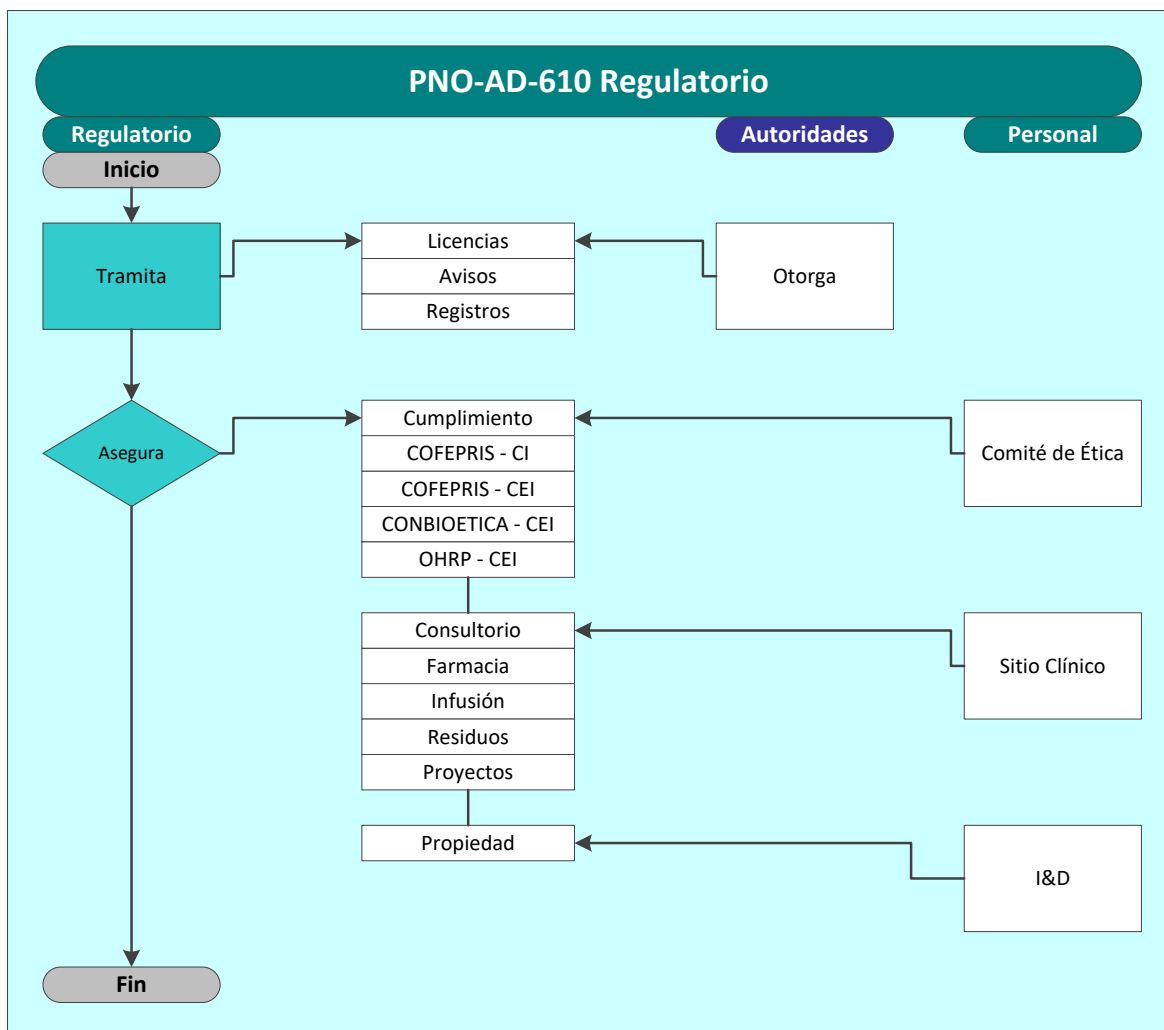 PNO-AD-610 Regulatorio
Regulatorio
Autoridades
Personal
Inicio
Tramita
Licencias
Avisos
Registros
Otorga
Asegura
Cumplimiento
COFEPRIS - CI
COFEPRIS - CEI
CONBIOETICA - CEI
OHRP - CEI
Comité de Ética
Consultorio
Farmacia
Infusión
Residuos
Proyectos
Sitio Clínico
Propiedad
I&D
Fin